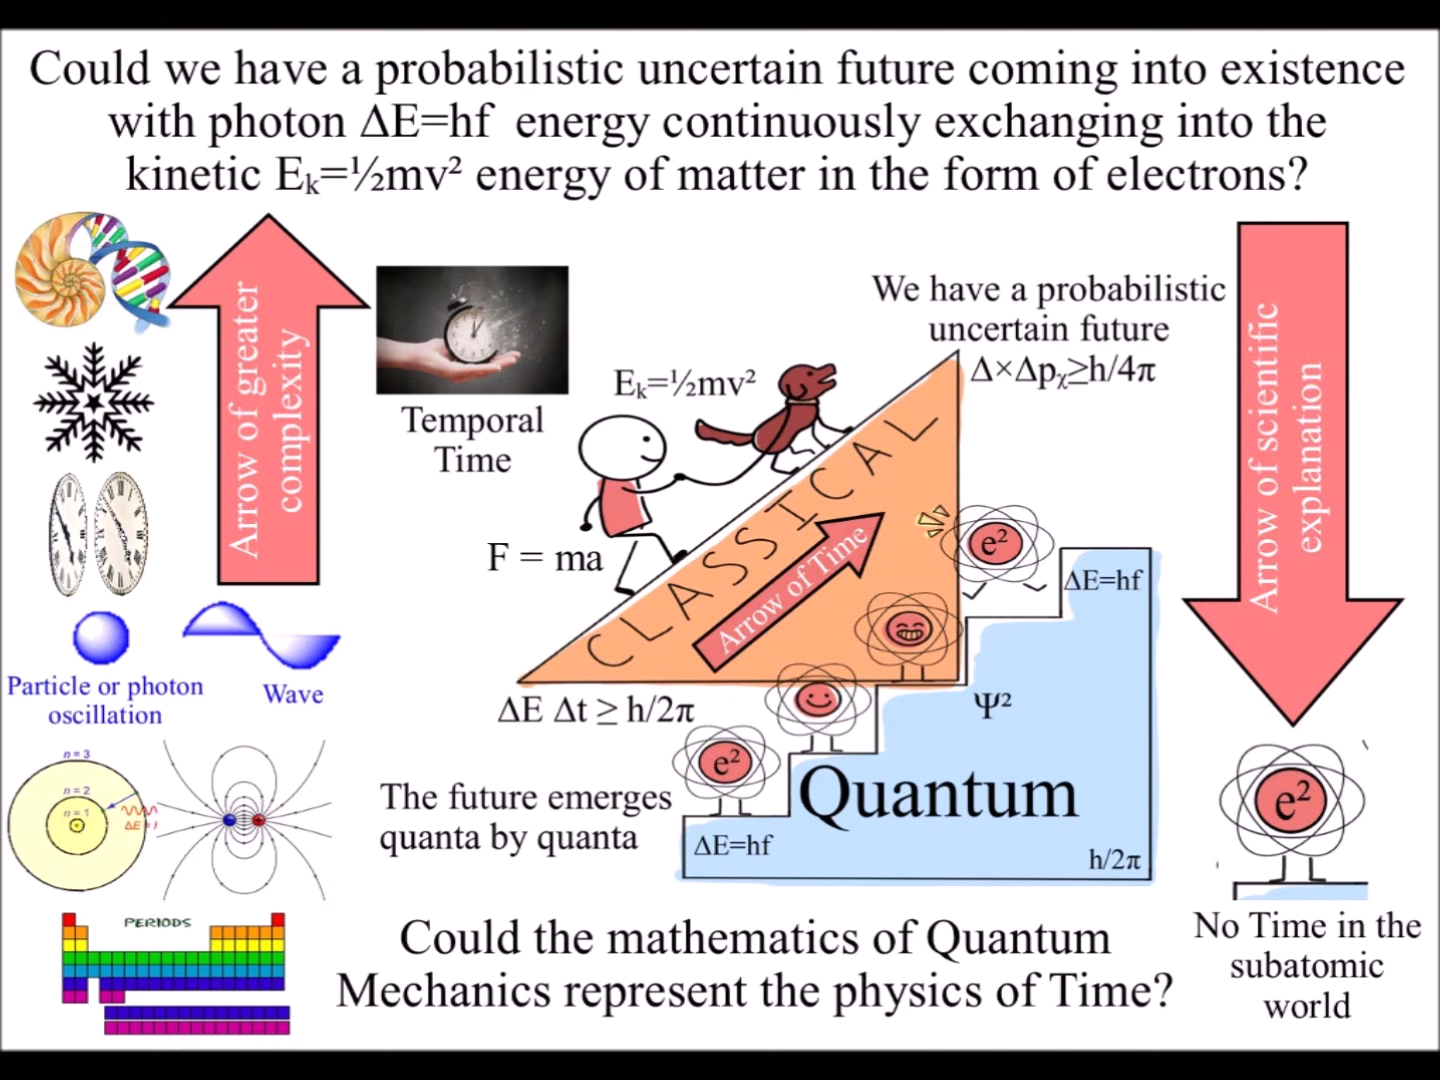 Could we have a probabilistic uncertain future coming into existence
with photon ΔE=hf energy continuously exchanging into the
kinetic Eₖ=½mv² energy of matter in the form of electrons?
Arrow of greater
complexity
Temporal
Time
Eₖ=½mv²
F = ma
We have a probabilistic
uncertain future
Δ×Δpᵪ≥h/4π
Arrow of scientific
explanation
CLASSICAL
Arrow of Time
e²
ΔE=hf
Particle or photon
oscillation
Wave
ΔE Δt ≥ h/2π
Ψ²
n = 3
n = 2
n = 1
e²
The future emerges
quanta by quanta
Quantum
ΔE=hf
h/2π
e²
PERIODS
Could the mathematics of Quantum
Mechanics represent the physics of Time?
No Time in the
subatomic
world